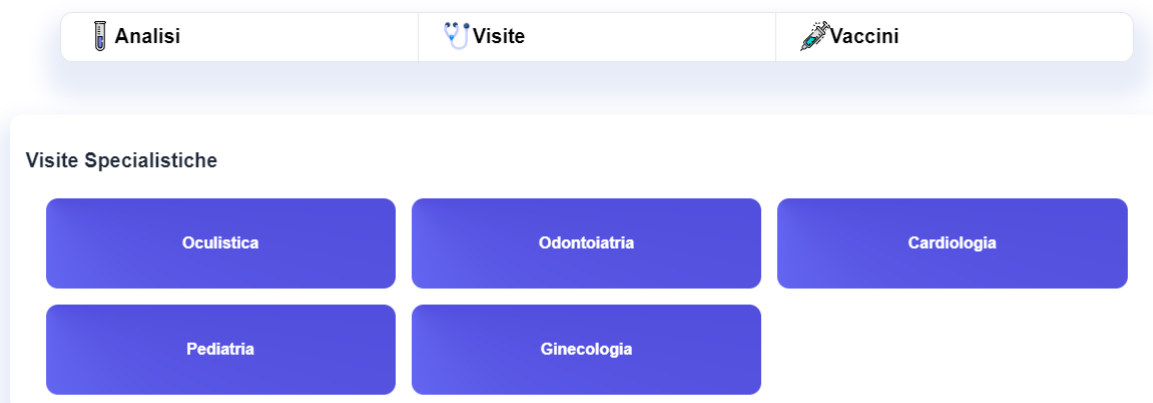 Analisi
Visite
Vaccini
Visite Specialistiche
Oculistica
Odontoiatria
Cardiologia
Pediatria
Ginecologia